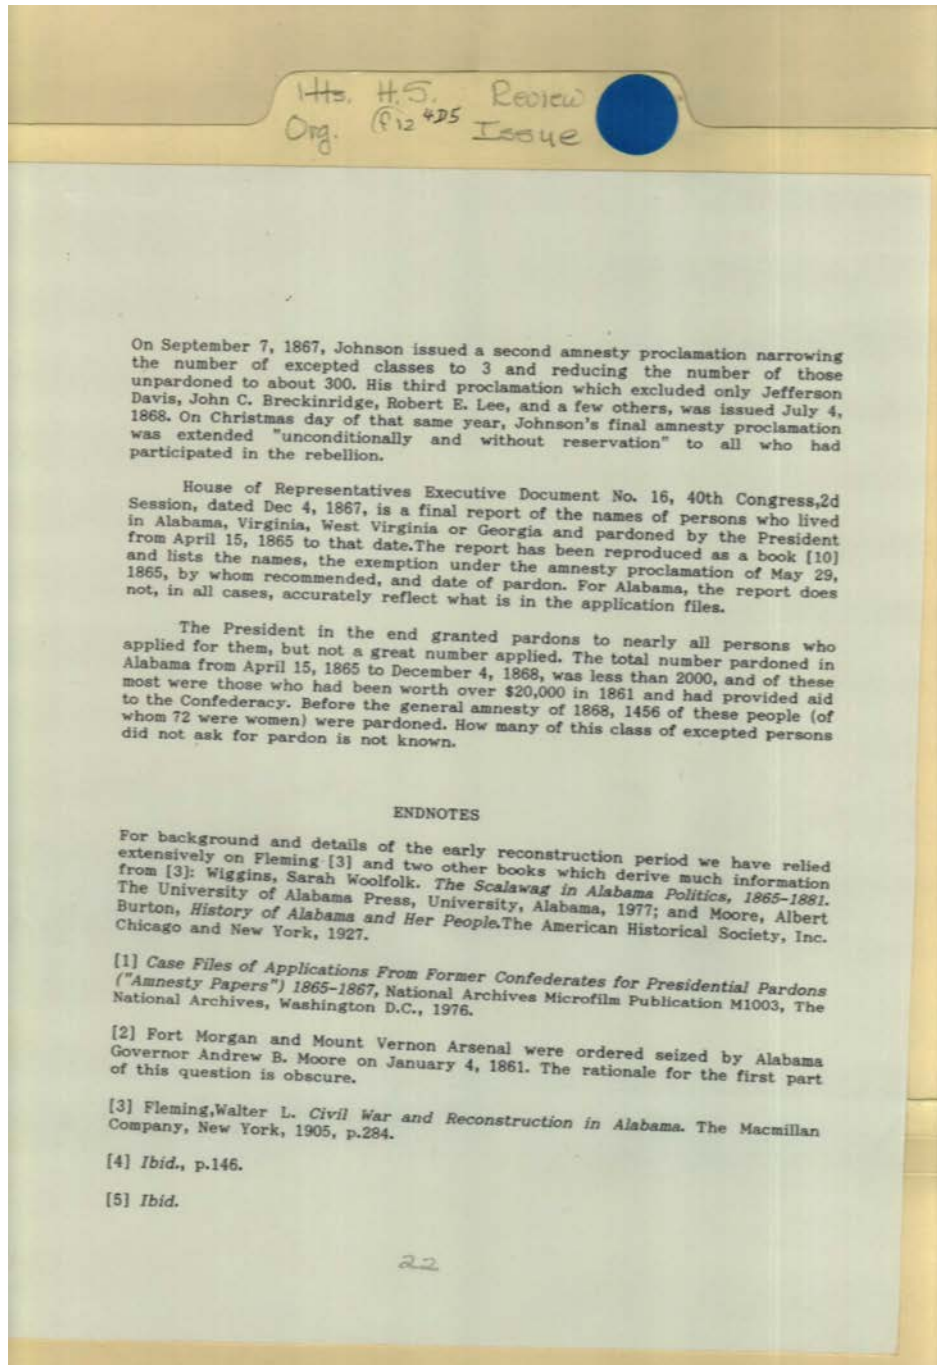 Hs. H.S. Review
Org. f12 4D5 Issue
On September 7, 1867, Johnson issued a second amnesty proclamation narrowing
the number of excepted classes to 3 and reducing the number of those
unpardoned to about 300. His third proclamation which excluded only Jefferson
Davis, John C. Breckinridge, Robert E. Lee, and a few others, was issued July 4,
1868. On Christmas day of that same year, Johnson's final amnesty proclamation
was extended "unconditionally and without reservation" to all who had
participated in the rebellion.
House of Representatives Executive Document No. 16, 40th Congress,2d
Session, dated Dec 4, 1867, is a final report of the names of persons who lived
in Alabama, Virginia, West Virginia or Georgia and pardoned by the President
from April 15, 1865 to that date.The report has been reproduced as a book [10]
and lists the names, the exemption under the amnesty proclamation of May 29,
1865, by whom recommended, and date of pardon. For Alabama, the report does
not, in all cases, accurately reflect what is in the application files.
The President in the end granted pardons to nearly all persons who
applied for them, but not a great number applied. The total number pardoned in
Alabama from April 15, 1865 to December 4, 1868, was less than 2000, and of these
most were those who had been worth over $20,000 in 1861 and had provided aid
to the Confederacy. Before the general amnesty of 1868, 1456 of these people (of
whom 72 were women) were pardoned. How many of this class of excepted persons
did not ask for pardon is not known.
ENDNOTES
For background and details of the early reconstruction period we have relied
extensively on Fleming [3] and two other books which derive much information
from [3]: Wiggins, Sarah Woolfolk. The Scalawag in Alabama Politics, 1865-1881.
The University of Alabama Press, University, Alabama, 1977; and Moore, Albert
Burton, History of Alabama and Her People.The American Historical Society, Inc.
Chicago and New York, 1927.
[1] Case Files of Applications From Former Confederates for Presidential Pardons
("Amnesty Papers") 1865-1867, National Archives Microfilm Publication M1003, The
National Archives, Washington D.C., 1976.
[2] Fort Morgan and Mount Vernon Arsenal were ordered seized by Alabama
Governor Andrew B. Moore on January 4, 1861. The rationale for the first part
of this question is obscure.
[3] Fleming,Walter L. Civil War and Reconstruction in Alabama. The Macmillan
Company, New York, 1905, p.284.
[4] Ibid., p.146.
[5] Ibid.
22